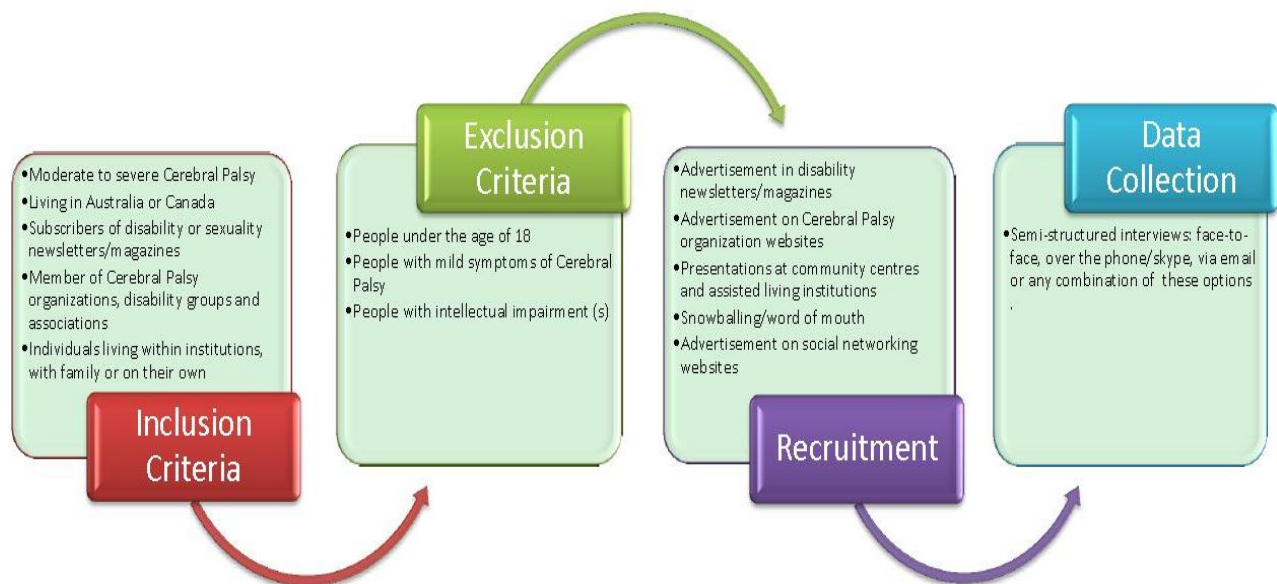 •Moderate to severe Cerebral Palsy
•Living in Australia or Canada
•Subscribers of disability or sexuality
newsletters/magazines
•Member of Cerebral Palsy
organizations, disability groups and
associations
•Individuals living within institutions,
with family or on their own
Inclusion
Criteria
Exclusion
Criteria
•People under the age of 18
•People with mild symptoms of Cerebral
Palsy
•People with intellectual impairment (s)
•Advertisement in disability
newsletters/magazines
•Advertisement on Cerebral Palsy
organization websites
•Presentations at community centres
and assisted living institutions
•Snowballing/word of mouth
•Advertisement on social networking
websites
Recruitment
Data
Collection
•Semi-structured interviews: face-to-
face, over the phone/skype, via email
or any combination of these options
.